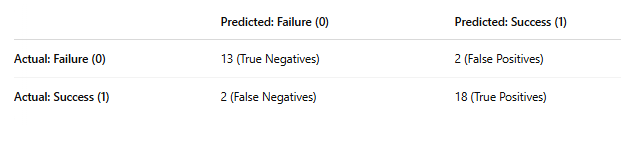 Predicted: Failure (0) Predicted: Success (1)
Actual: Failure (0) 13 (True Negatives) 2 (False Positives)
Actual: Success (1) 2 (False Negatives) 18 (True Positives)